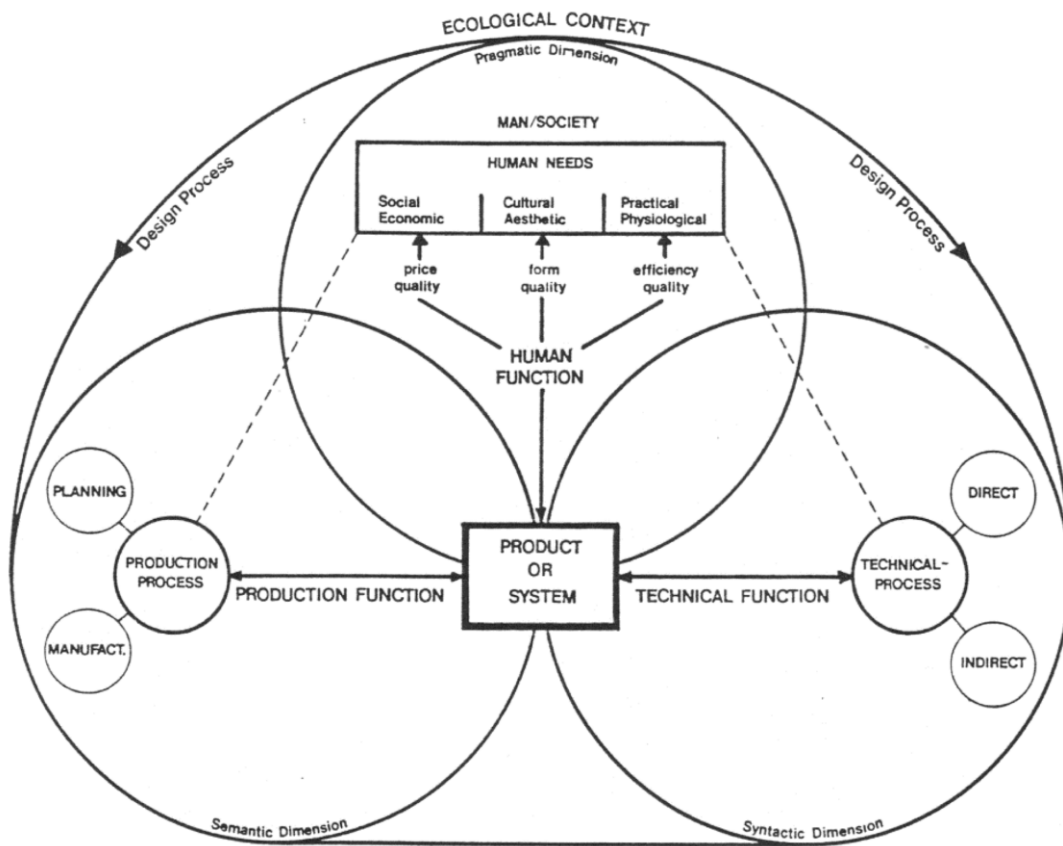 ECOLOGICAL CONTEXT
Pragmatic Dimension
MAN/SOCIETY
HUMAN NEEDS
Social
Economic
Cultural
Aesthetic
Practical
Physiological
price
quality
form
quality
efficiency
quality
HUMAN
FUNCTION
Design Process
Design Process
PLANNING
PRODUCTION
PROCESS
MANUFACT.
PRODUCTION FUNCTION
PRODUCT
OR
SYSTEM
TECHNICAL FUNCTION
DIRECT
TECHNICAL-
PROCESS
INDIRECT
Semantic Dimension
Syntactic Dimension